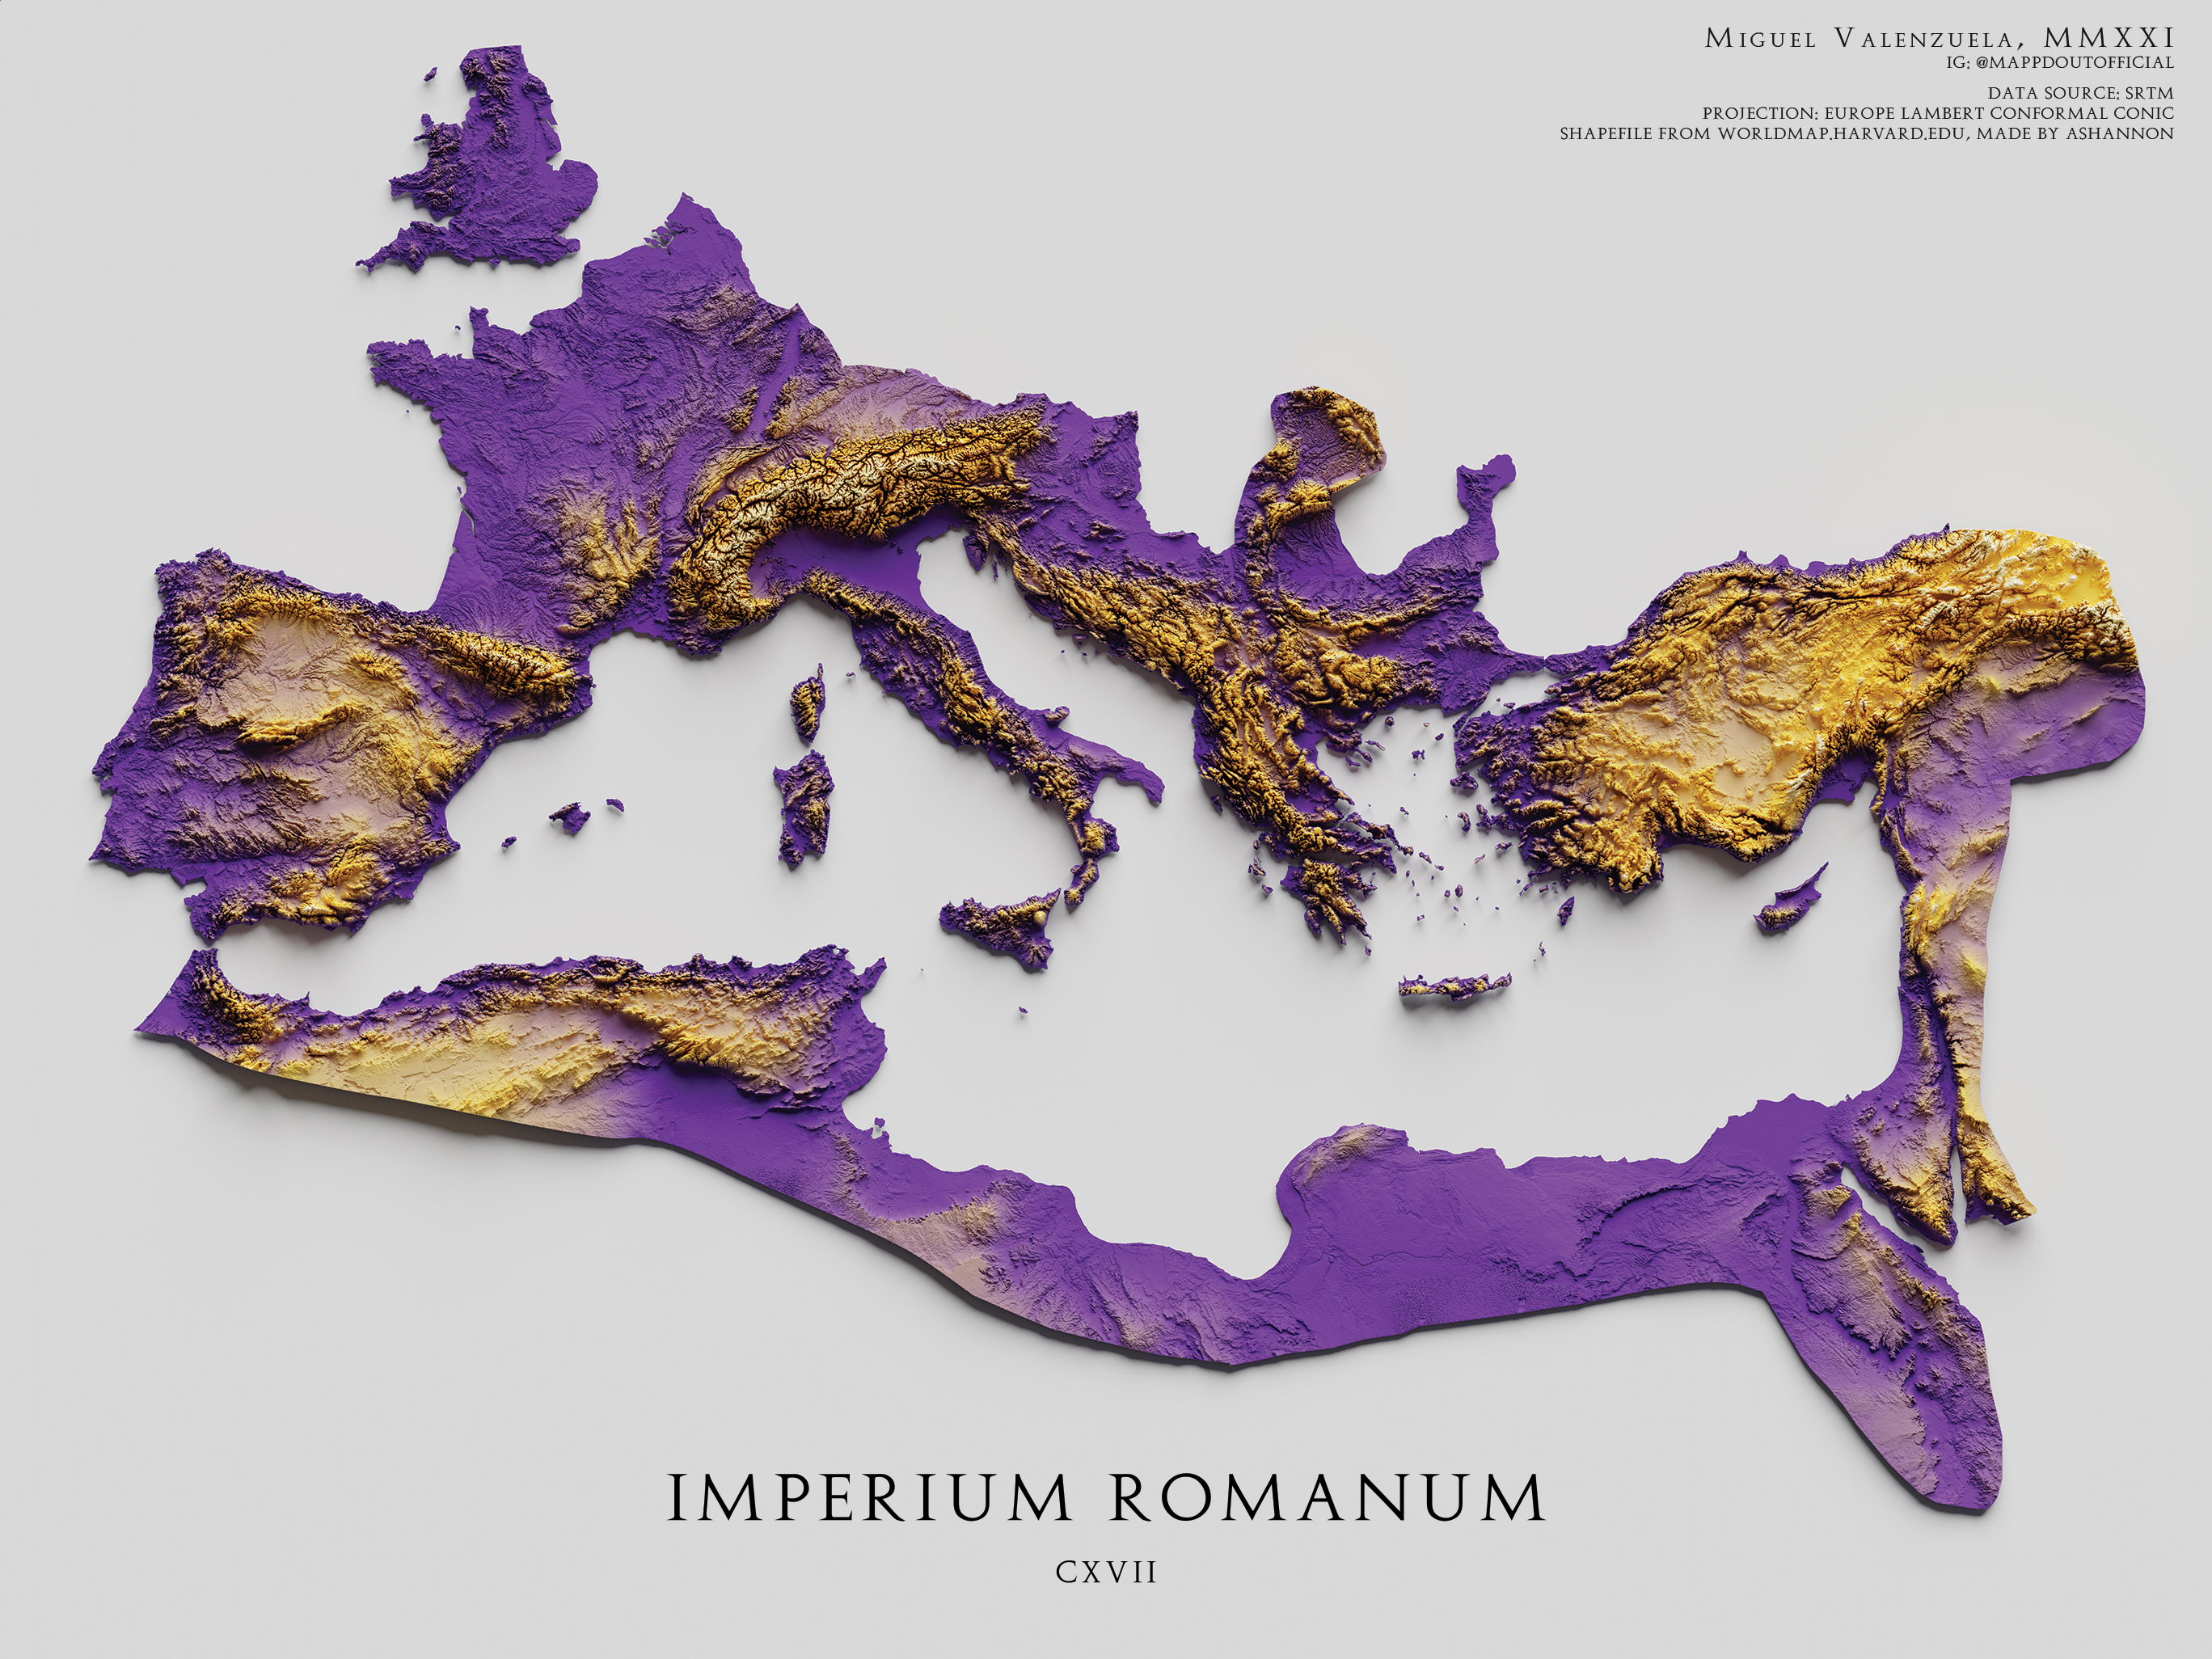 Miguel Valenzuela, MMXXI
IG: @MAPPDOUTOFFICIAL
DATA SOURCE: SRTM
PROJECTION: EUROPE LAMBERT CONFORMAL CONIC
SHAPEFILE FROM WORLDMAP.HARVARD.EDU, MADE BY ASHANNON
IMPERIUM ROMANUM
CXVII